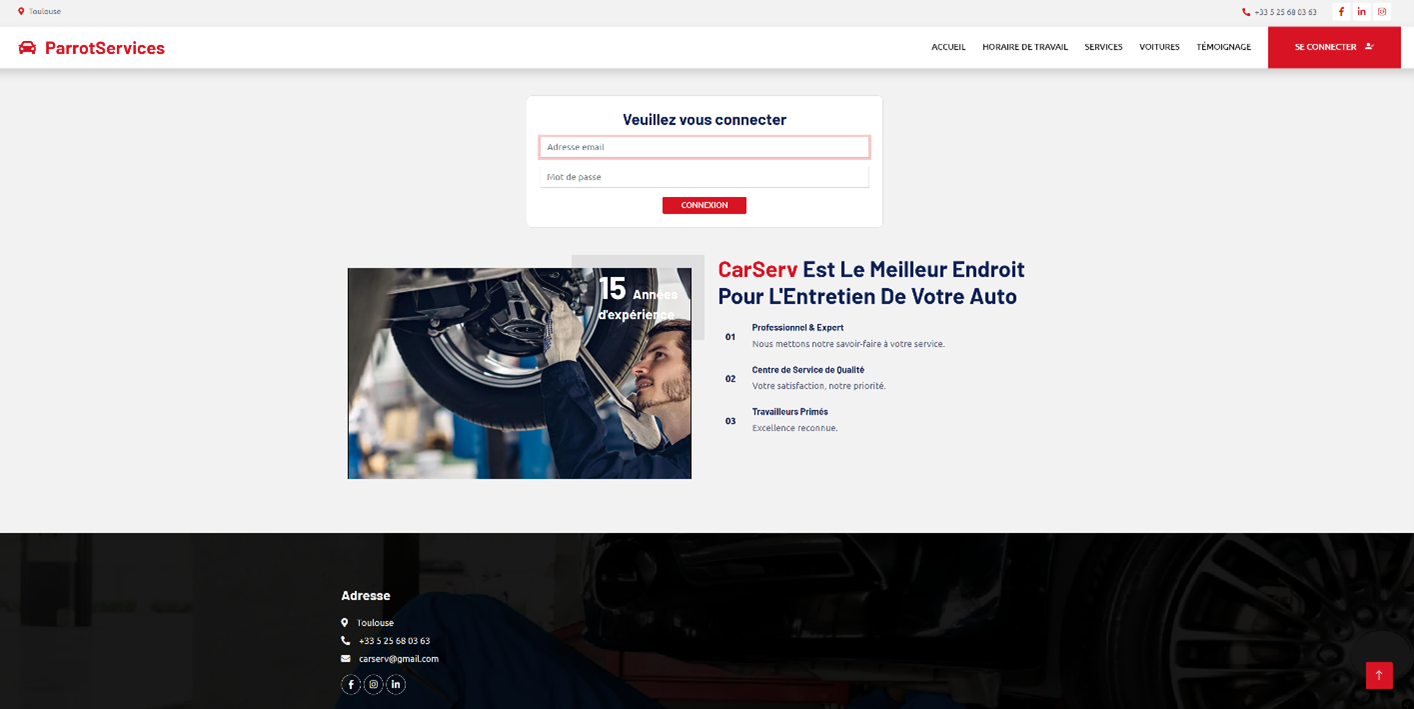 Toulouse
+33 5 25 68 03 63
ParrotServices
ACCUEIL HORAIRE DE TRAVAIL SERVICES VOITURES TÉMOIGNAGE SE CONNECTER
Veuillez vous connecter
Adresse email
Mot de passe
CONNEXION
15 Années
d'expérience
CarServ Est Le Meilleur Endroit
Pour L'Entretien De Votre Auto
01
Professionnel & Expert
Nous mettons notre savoir-faire à votre service.
02
Centre de Service de Qualité
Votre satisfaction, notre priorité.
03
Travailleurs Primés
Excellence reconnue.
Adresse
Toulouse
+33 5 25 68 03 63
carserv@gmail.com